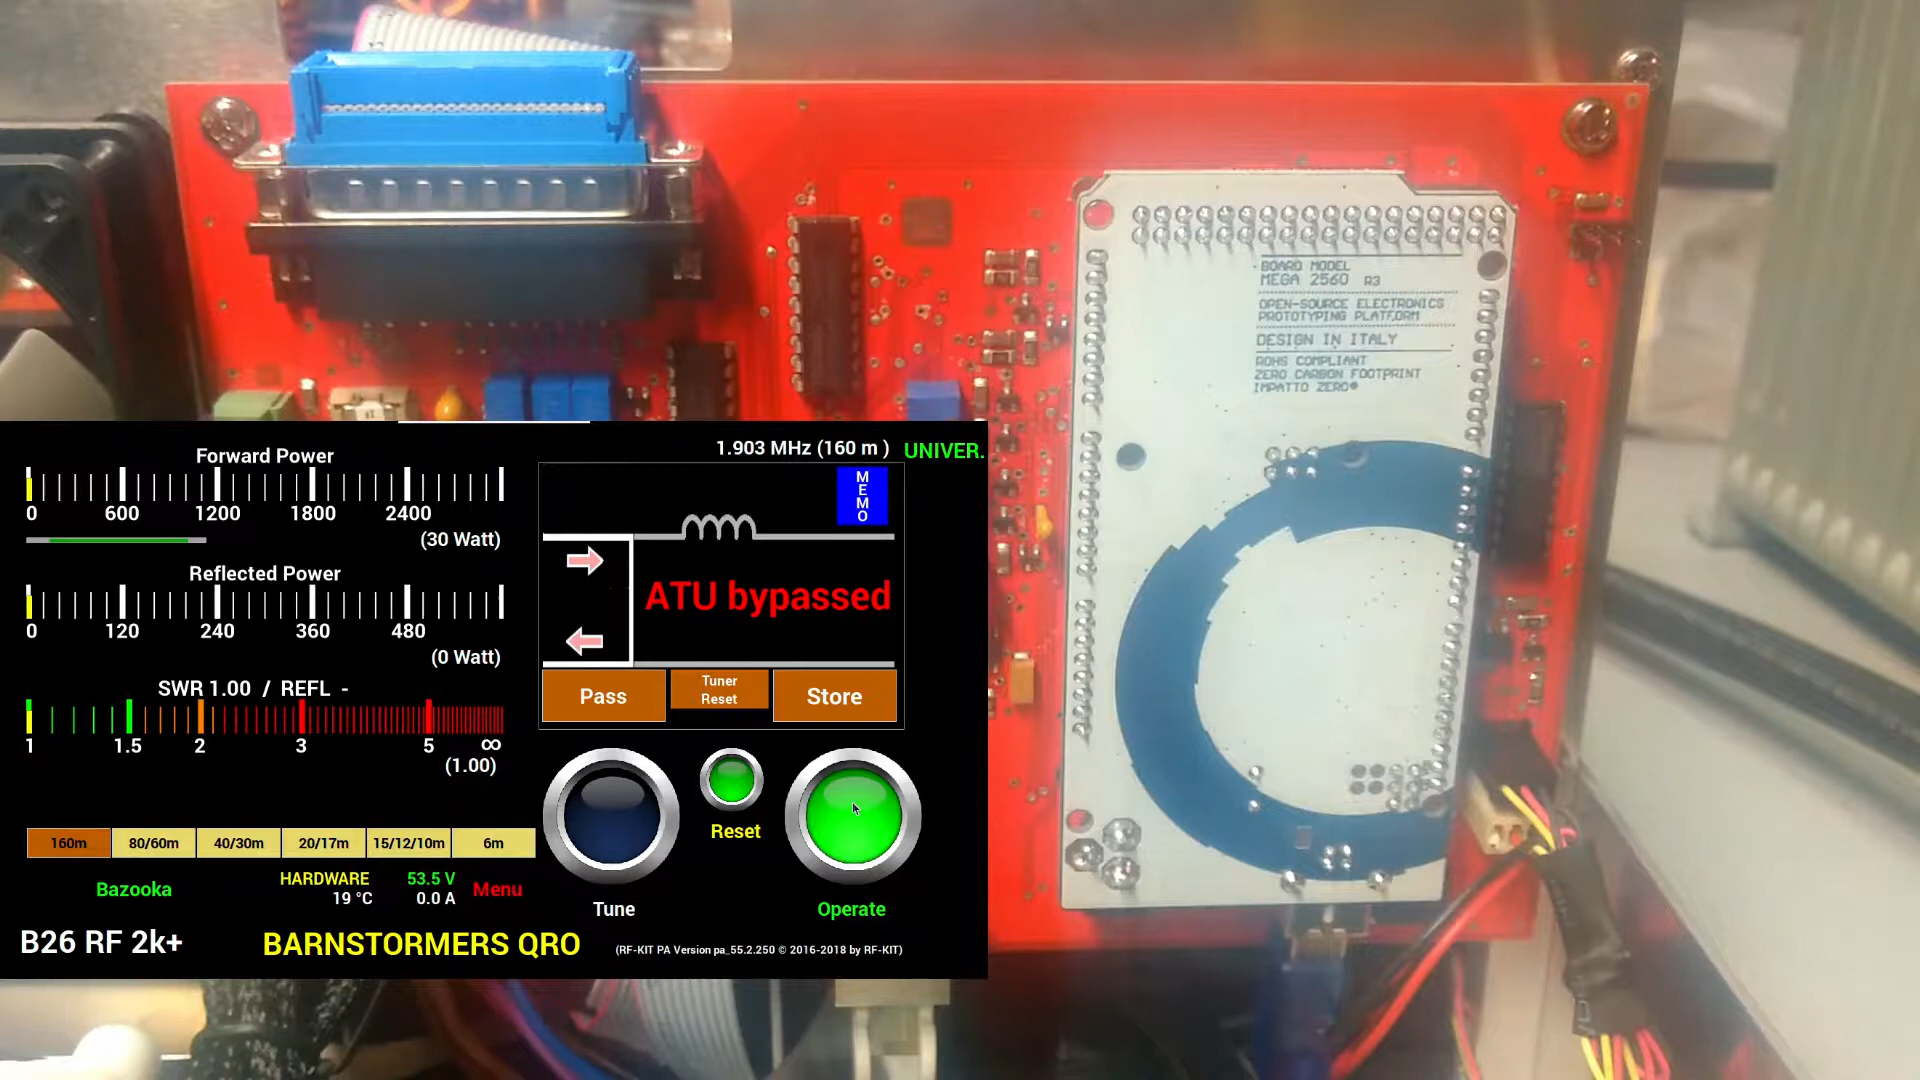 BOARD MODEL
MEGA 2560 R3
OPEN-SOURCE ELECTRONICS
PROTOTYPING PLATFORM
DESIGN IN ITALY
ROHS COMPLIANT
ZERO CARBON FOOTPRINT
IMPATTO ZERO®
1.903 MHz (160 m ) UNIVER.
Forward Power
0 600 1200 1800 2400
(30 Watt)
Reflected Power
0 120 240 360 480
(0 Watt)
SWR 1.00 / REFL -
1 1.5 2 3 5 ∞
(1.00)
MEMO
ATU bypassed
Pass
Tuner
Reset
Store
160m 80/60m 40/30m 20/17m 15/12/10m 6m
Bazooka
HARDWARE 53.5 V
19 °C 0.0 A
Menu
Tune
Reset
Operate
B26 RF 2k+
BARNSTORMERS QRO
(RF-KIT PA Version pa_55.2.250 © 2016-2018 by RF-KIT)